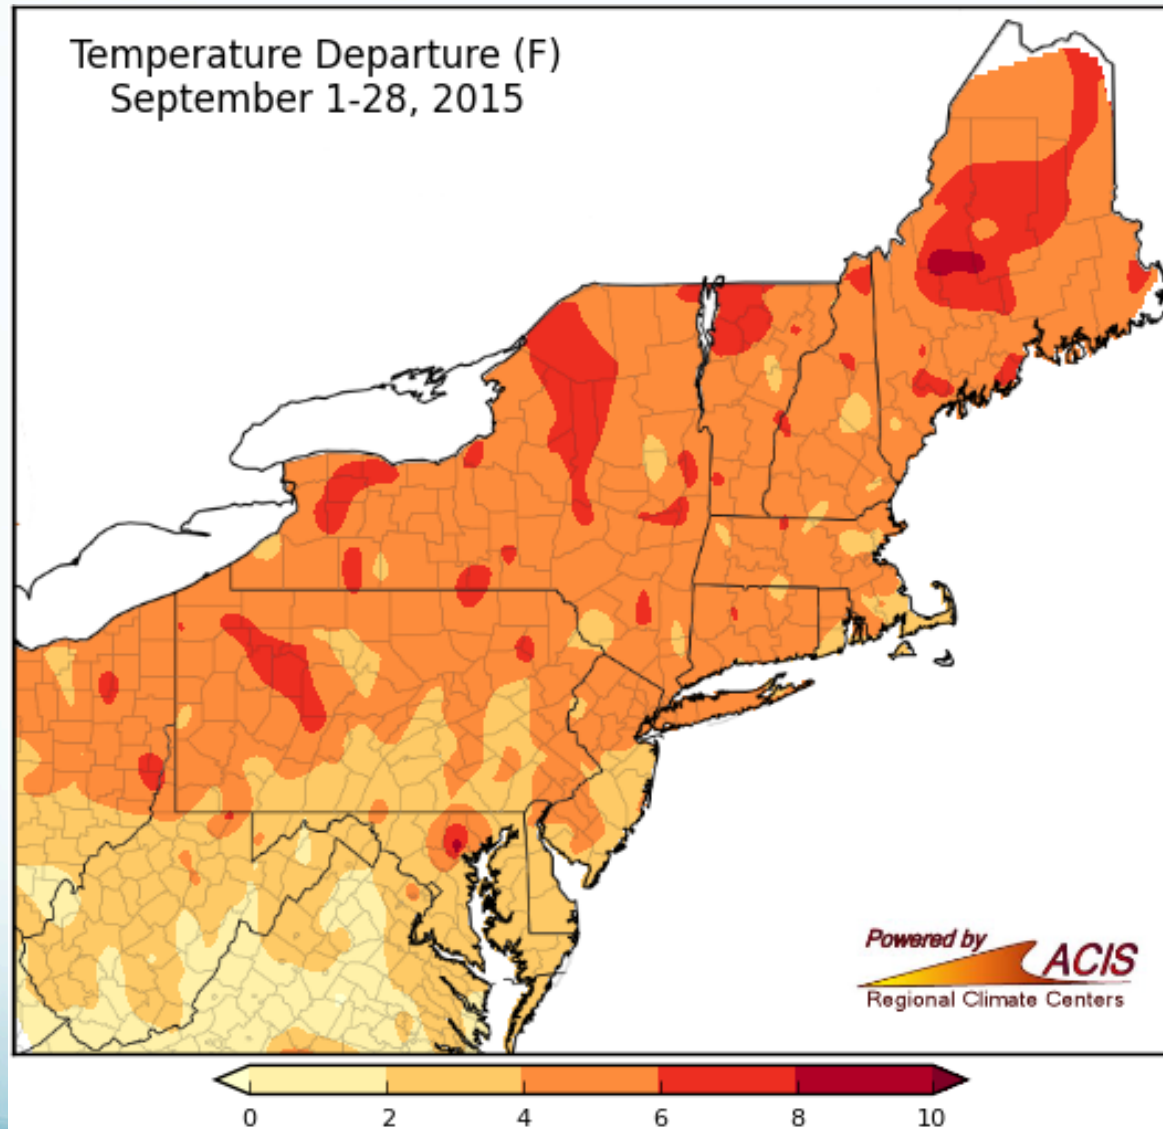 Temperature Departure (F)
September 1-28, 2015
Powered by
ACIS
Regional Climate Centers
0 2 4 6 8 10